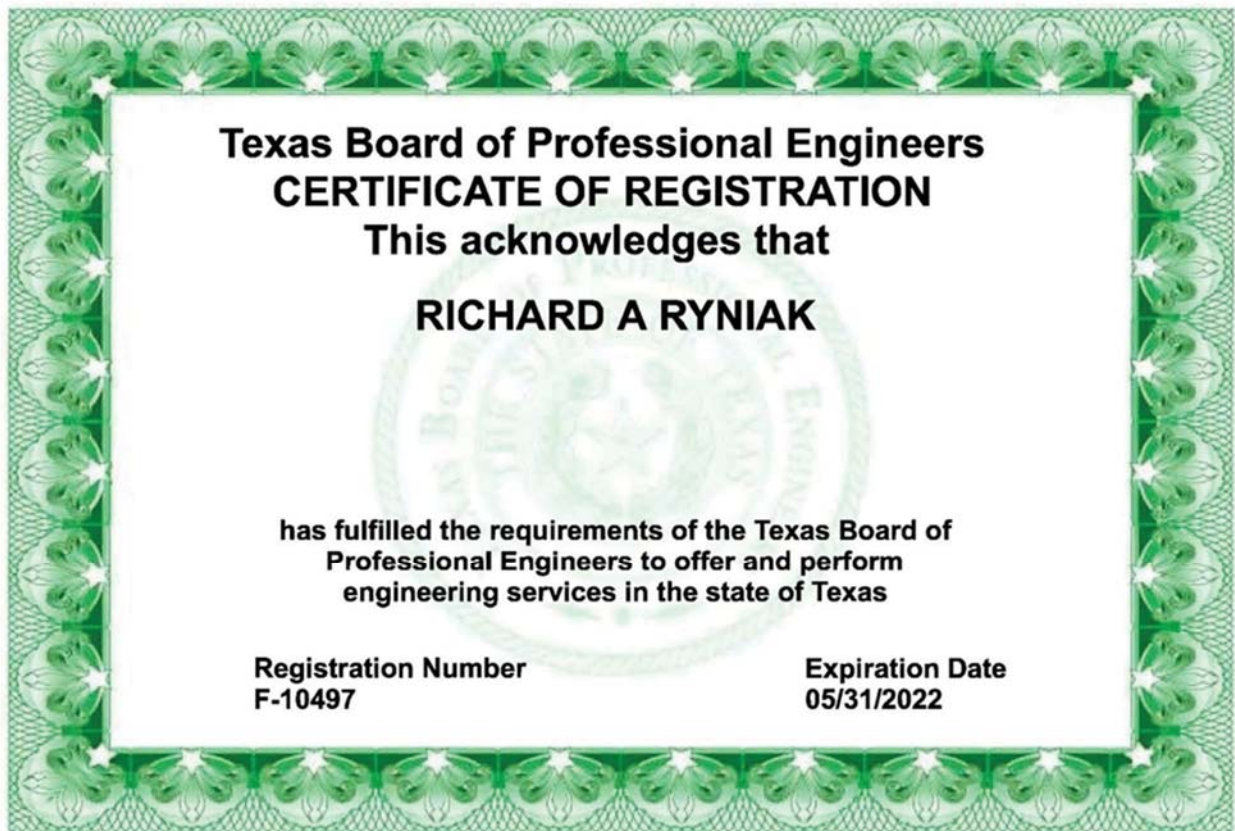 Texas Board of Professional Engineers
CERTIFICATE OF REGISTRATION
This acknowledges that
RICHARD A RYNIAK
has fulfilled the requirements of the Texas Board of
Professional Engineers to offer and perform
engineering services in the state of Texas
Registration Number
F-10497
Expiration Date
05/31/2022